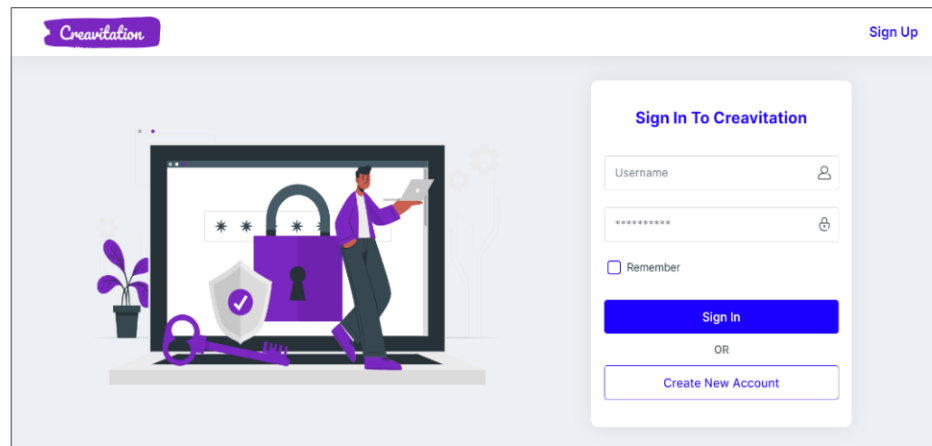 Creavitation
Sign Up
Sign In To Creavitation
Username
**********
Remember
Sign In
OR
Create New Account